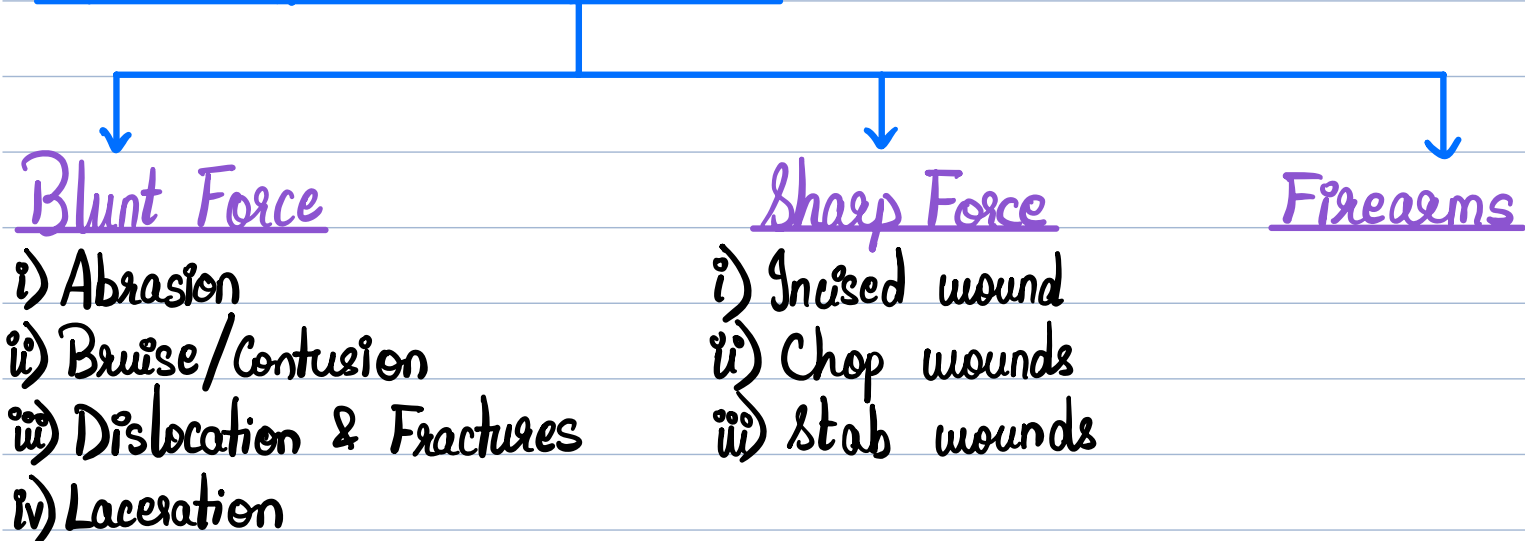 Blunt Force
Sharp Force
Firearms
i) Abrasion
i) Incised wound
ii) Bruise/Contusion
ii) Chop wounds
iii) Dislocation & Fractures
iii) Stab wounds
iv) Laceration